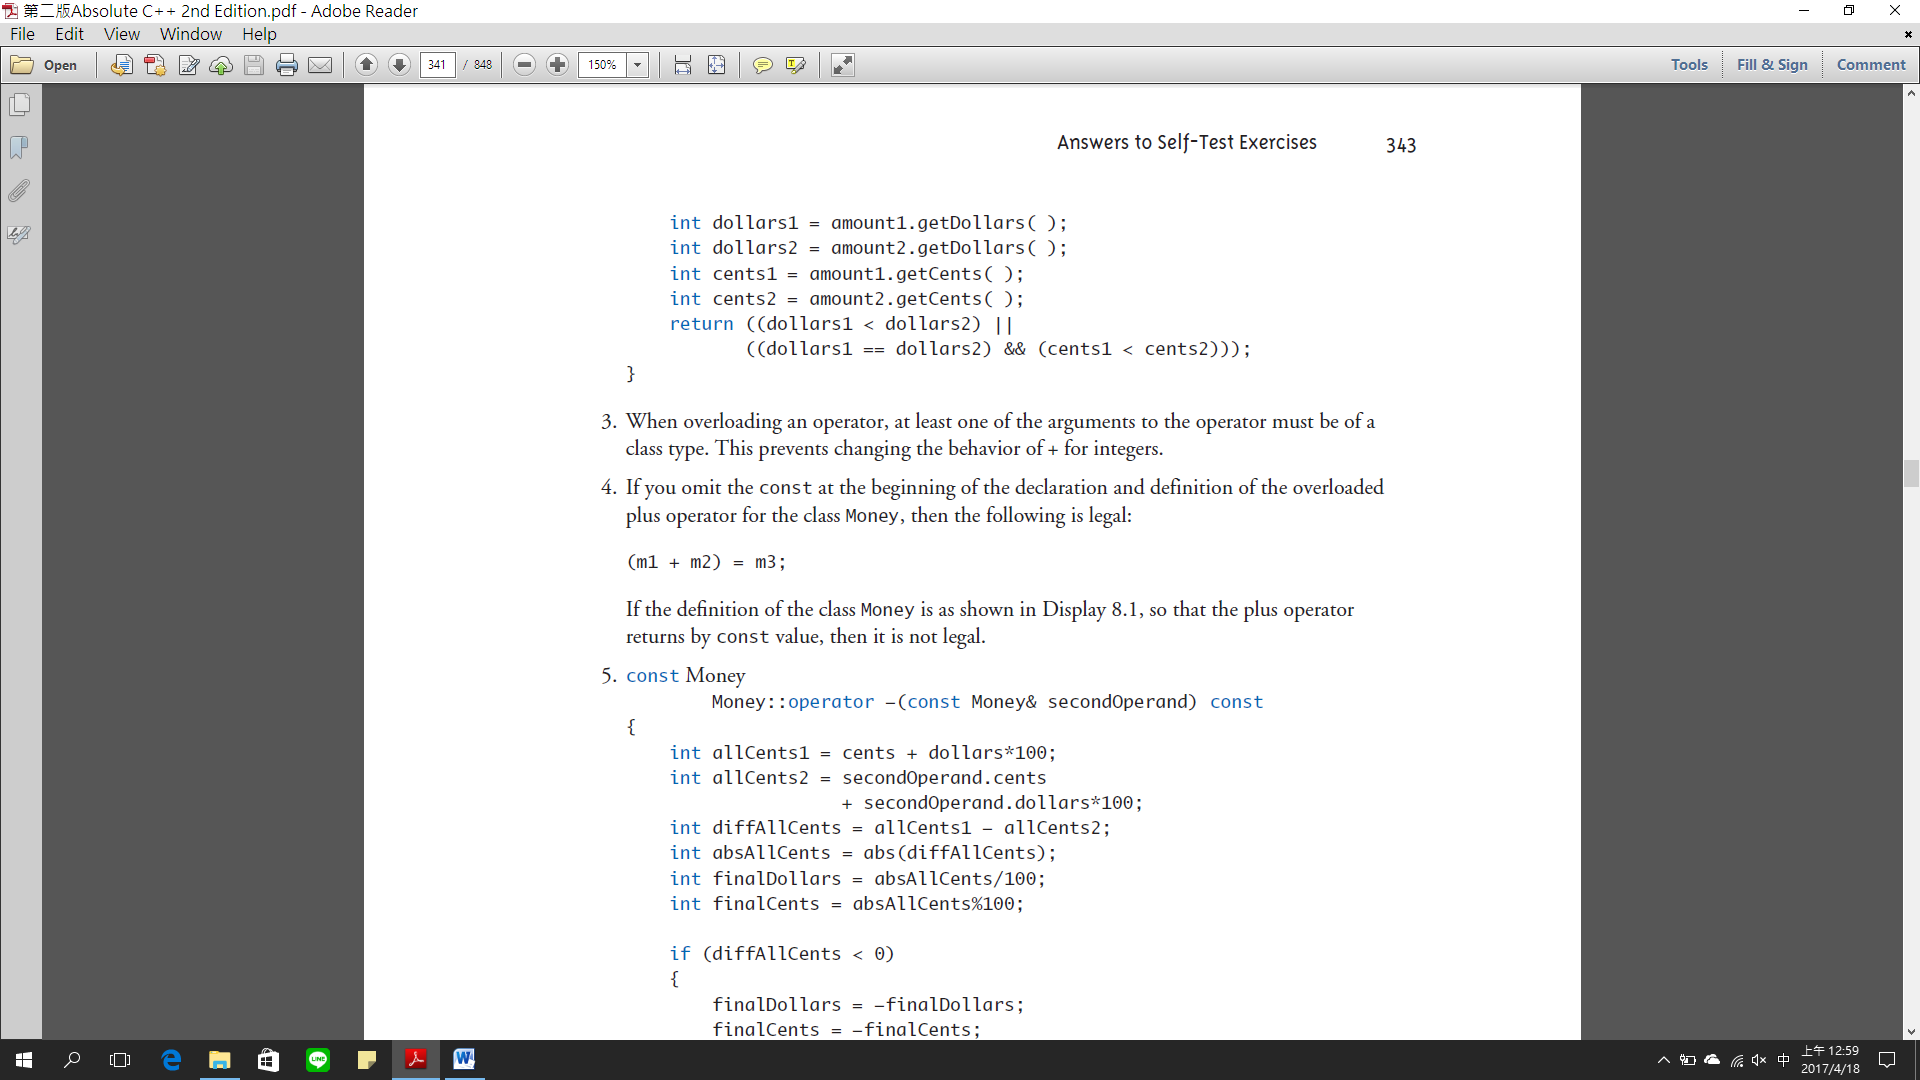 第二版Absolute C++ 2nd Edition.pdf - Adobe Reader
File Edit View Window Help
Open 341 / 848 150% Tools Fill & Sign Comment
Answers to Self-Test Exercises 343
int dollars1 = amount1.getDollars( );
int dollars2 = amount2.getDollars( );
int cents1 = amount1.getCents( );
int cents2 = amount2.getCents( );
return ((dollars1 < dollars2) ||
((dollars1 == dollars2) && (cents1 < cents2)));
}
3. When overloading an operator, at least one of the arguments to the operator must be of a
class type. This prevents changing the behavior of + for integers.
4. If you omit the const at the beginning of the declaration and definition of the overloaded
plus operator for the class Money, then the following is legal:
(m1 + m2) = m3;
If the definition of the class Money is as shown in Display 8.1, so that the plus operator
returns by const value, then it is not legal.
5. const Money
Money::operator –(const Money& secondOperand) const
{
int allCents1 = cents + dollars*100;
int allCents2 = secondOperand.cents
+ secondOperand.dollars*100;
int diffAllCents = allCents1 – allCents2;
int absAllCents = abs(diffAllCents);
int finalDollars = absAllCents/100;
int finalCents = absAllCents%100;
if (diffAllCents < 0)
{
finalDollars = –finalDollars;
finalCents = –finalCents;
LINE
中
上午 12:59
2017/4/18